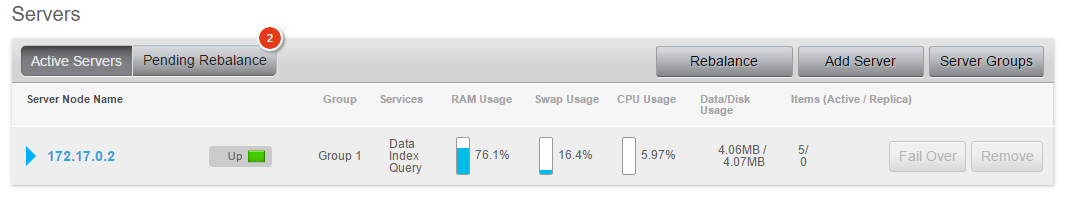 Servers
2
Active Servers Pending Rebalance Rebalance Add Server Server Groups
Server Node Name Group Services RAM Usage Swap Usage CPU Usage Data/Disk Usage Items (Active / Replica)
172.17.0.2 Up Group 1 Data Index Query 76.1% 16.4% 5.97% 4.06MB / 4.07MB 5/ 0 Fail Over Remove